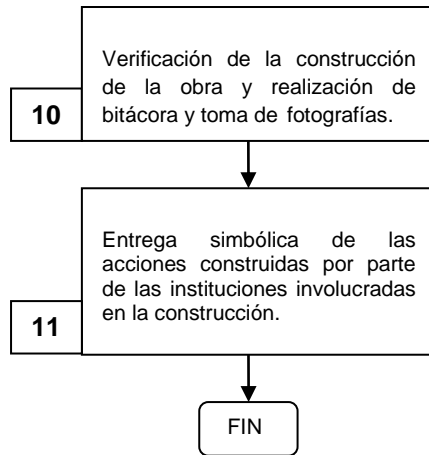 Verificación de la construcción
de la obra y realización de
bitácora y toma de fotografías.
10
Entrega simbólica de las
acciones construidas por parte
de las instituciones involucradas
en la construcción.
11
FIN